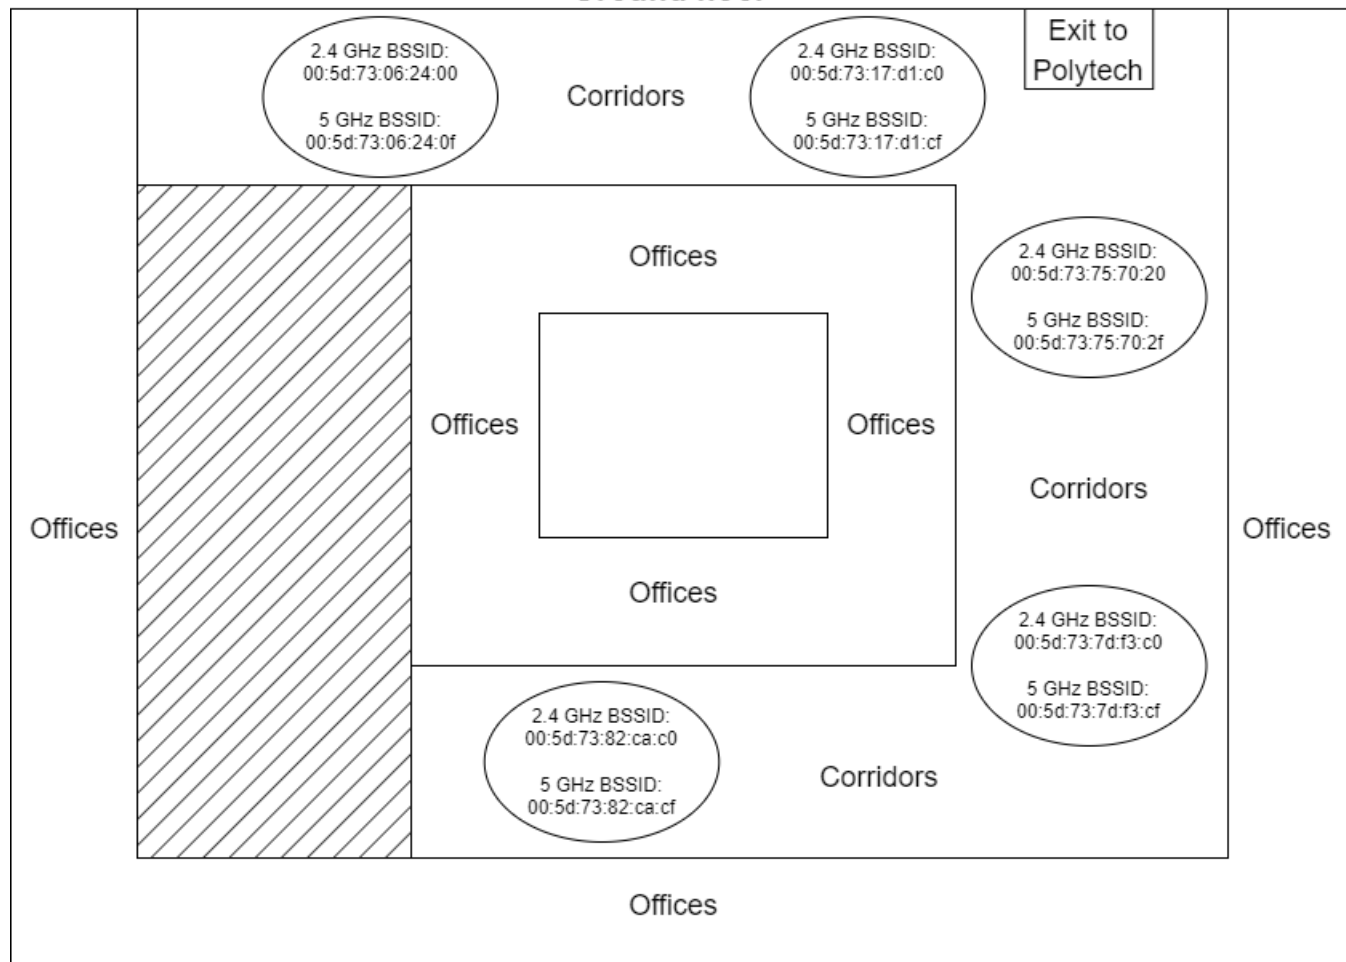 2.4 GHz BSSID:
00:5d:73:06:24:00
5 GHz BSSID:
00:5d:73:06:24:0f
Corridors
2.4 GHz BSSID:
00:5d:73:17:d1:c0
5 GHz BSSID:
00:5d:73:17:d1:cf
Exit to
Polytech
Offices
2.4 GHz BSSID:
00:5d:73:75:70:20
5 GHz BSSID:
00:5d:73:75:70:2f
Offices
Offices
Corridors
Offices
Offices
Offices
2.4 GHz BSSID:
00:5d:73:7d:f3:c0
5 GHz BSSID:
00:5d:73:7d:f3:cf
2.4 GHz BSSID:
00:5d:73:82:ca:c0
5 GHz BSSID:
00:5d:73:82:ca:cf
Corridors
Offices